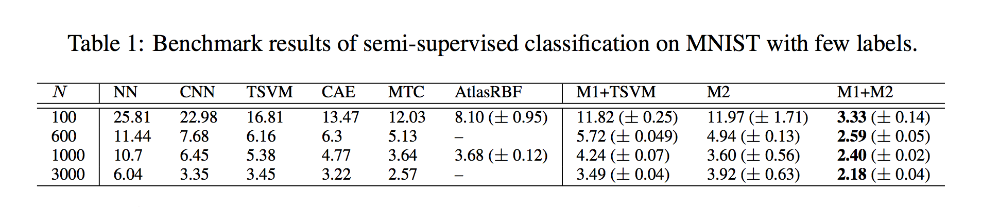 Table 1: Benchmark results of semi-supervised classification on MNIST with few labels.
N NN CNN TSVM CAE MTC AtlasRBF M1+TSVM M2 M1+M2
100 25.81 22.98 16.81 13.47 12.03 8.10 (± 0.95) 11.82 (± 0.25) 11.97 (± 1.71) 3.33 (± 0.14)
600 11.44 7.68 6.16 6.3 5.13 – 5.72 (± 0.049) 4.94 (± 0.13) 2.59 (± 0.05)
1000 10.7 6.45 5.38 4.77 3.64 3.68 (± 0.12) 4.24 (± 0.07) 3.60 (± 0.56) 2.40 (± 0.02)
3000 6.04 3.35 3.45 3.22 2.57 – 3.49 (± 0.04) 3.92 (± 0.63) 2.18 (± 0.04)